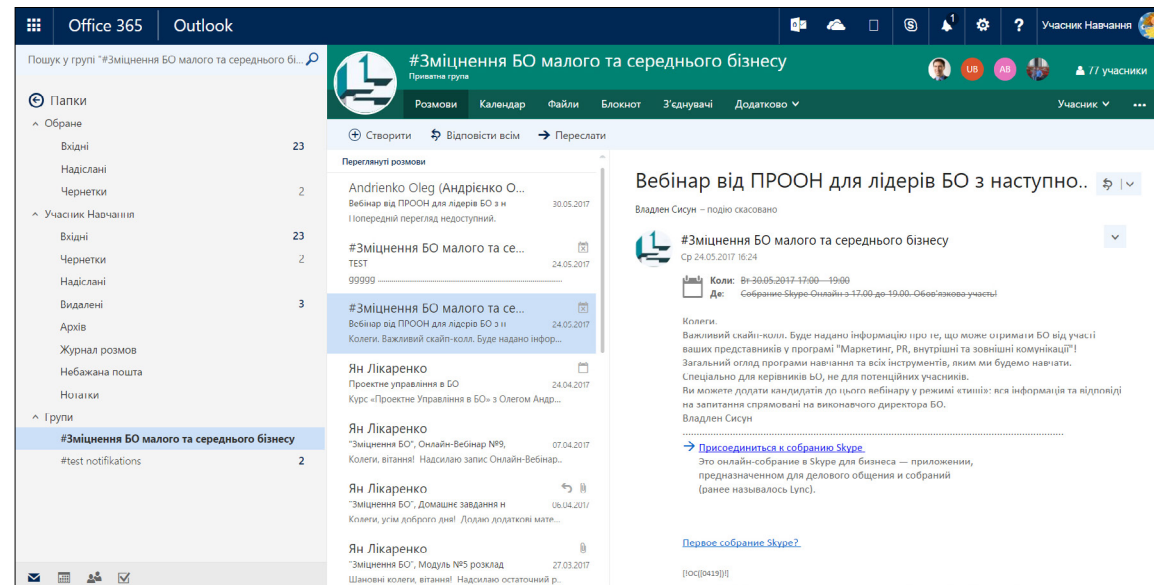 Office 365
Outlook
1
?
Учасник Навчання
Пошук у групі "#Зміцнення БО малого та середнього бі...
Папки
Обране
Вхідні 23
Надіслані
Чернетки 2
Учасник Навчання
Вхідні 23
Чернетки 2
Надіслані
Видалені 3
Архів
Журнал розмов
Небажана пошта
Нотатки
Групи
#Зміцнення БО малого та середнього бізнесу
#test notifikations 2
#Зміцнення БО малого та середнього бізнесу
Приватна група
UB
AB
77 учасники
Розмови Календар Файли Блокнот З'єднувачі Додатково
Учасник
Створити Відповісти всім Переслати
Переглянуті розмови
Andrienko Oleg (Андрієнко О...
Вебінар від ПРООН для лідерів БО з н 30.05.2017
Попередній перегляд недоступний.
#Зміцнення БО малого та се...
TEST 24.05.2017
ggggg
#Зміцнення БО малого та се...
Вебінар від ПРООН для лідерів БО з н 24.05.2017
Колеги. Важливий скайп-колл. Буде надано інфор...
Ян Лікаренко
Проектне управління в БО 24.04.2017
Курс «Проектне Управління в БО» з Олегом Андр...
Ян Лікаренко
"Зміцнення БО", Онлайн-Вебінар №9, 07.04.2017
Колеги, вітання! Надсилаю запис Онлайн-Вебінар...
Ян Лікаренко
"Зміцнення БО", Домашнє завдання н 06.04.2017
Колеги, усім доброго дня! Додаю додаткові мате...
Ян Лікаренко
"Зміцнення БО", Модуль №5 розклад 27.03.2017
Шановні колеги, вітання! Надсилаю остаточний р...
Вебінар від ПРООН для лідерів БО з наступно..
Владлен Сисун – подію скасовано
#Зміцнення БО малого та середнього бізнесу
Ср 24.05.2017 16:24
Коли: Вт 30.05.2017 17:00 – 19:00
Де: Собрание Skype Онлайн з 17.00 до 19.00. Обов'язкова участь!
Колеги.
Важливий скайп-колл. Буде надано інформацію про те, що може отримати БО від участі
ваших представників у програмі "Маркетинг, PR, внутрішні та зовнішні комунікації"!
Загальний огляд програми навчання та всіх інструментів, яким ми будемо навчати.
Спеціально для керівників БО, не для потенційних учасників.
Ви можете додати кандидатів до цього вебінару у режимі «тиші»: вся інформація та відповіді
на запитання спрямовані на виконавчого директора БО.
Владлен Сисун
Присоединиться к собранию Skype
Это онлайн-собрание в Skype для бизнеса — приложении,
предназначенном для делового общения и собраний
(ранее называлось Lync).
Первое собрание Skype?
[!OC([0419])!]